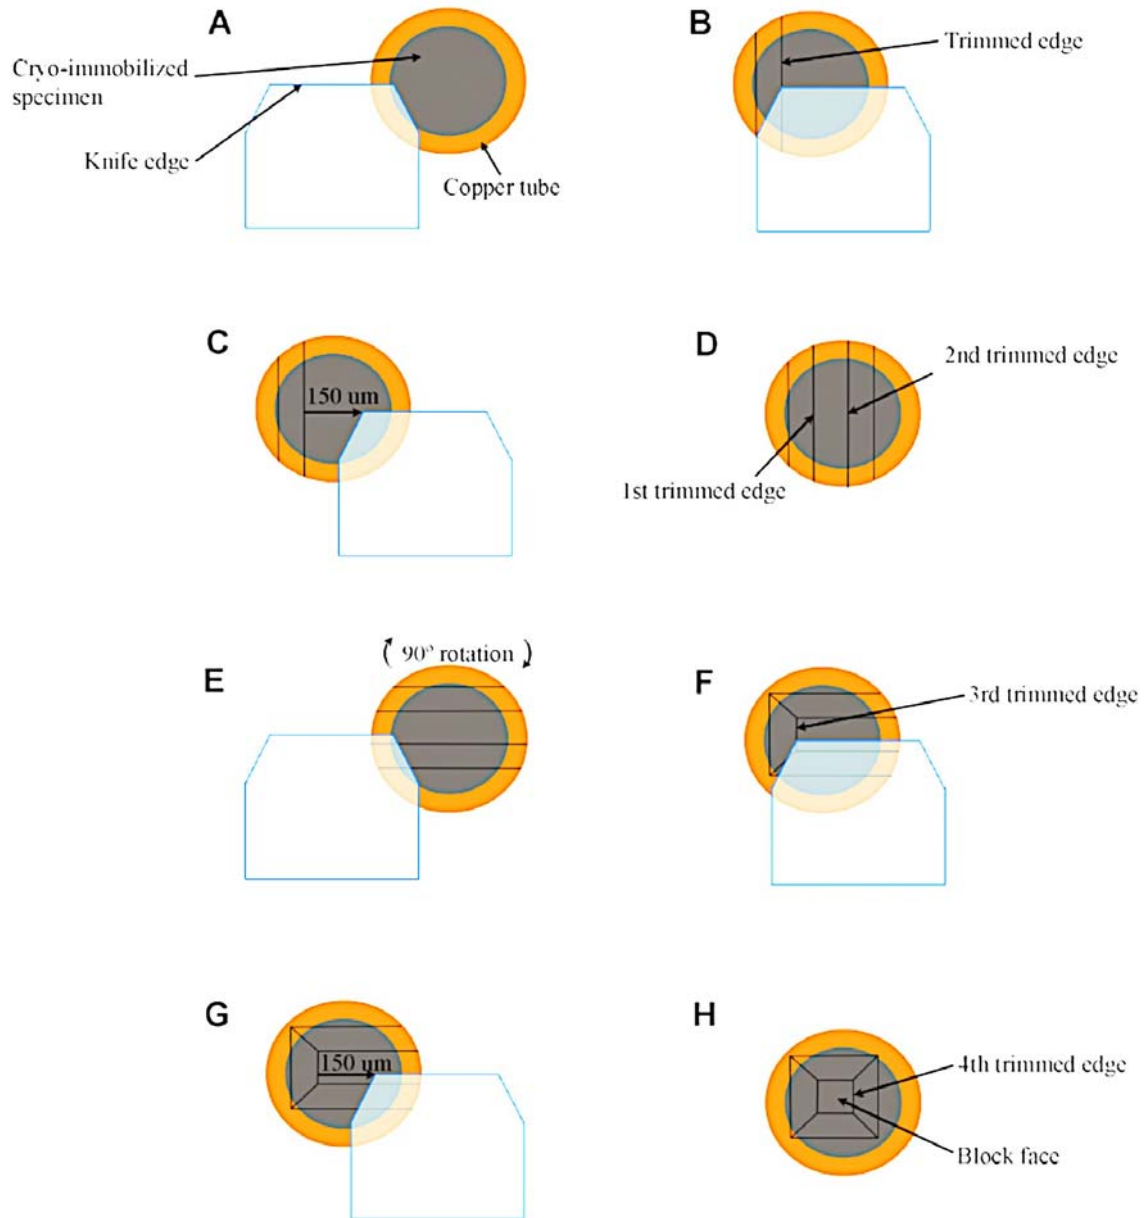 A
Cryo-immobilized
specimen
Knife edge
Copper tube
B
Trimmed edge
C
150 um
D
2nd trimmed edge
1st trimmed edge
E
90° rotation
F
3rd trimmed edge
G
150 um
H
4th trimmed edge
Block face